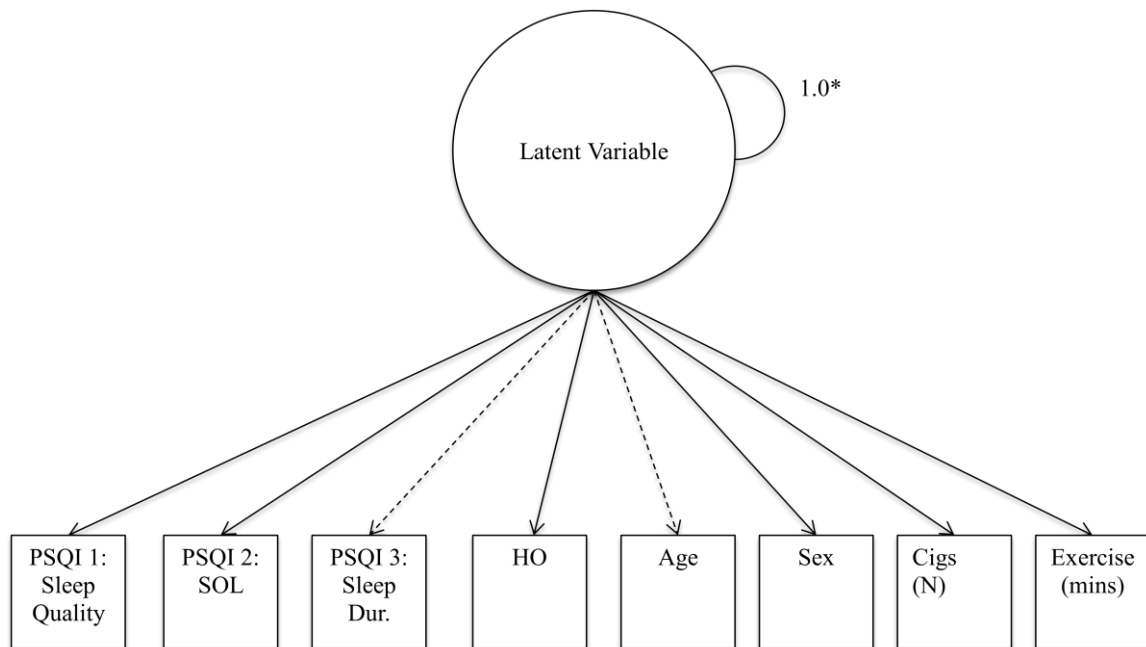 1.0*
Latent Variable
PSQI 1:
Sleep
Quality
PSQI 2:
SOL
PSQI 3:
Sleep
Dur.
HO
Age
Sex
Cigs
(N)
Exercise
(mins)